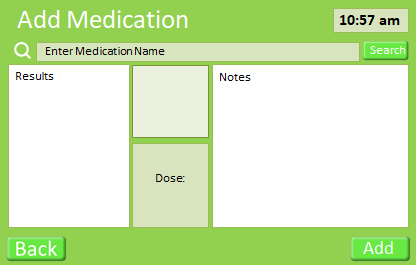 Add Medication
10:57 am
Enter Medication Name
Search
Results
Notes
Dose:
Back
Add